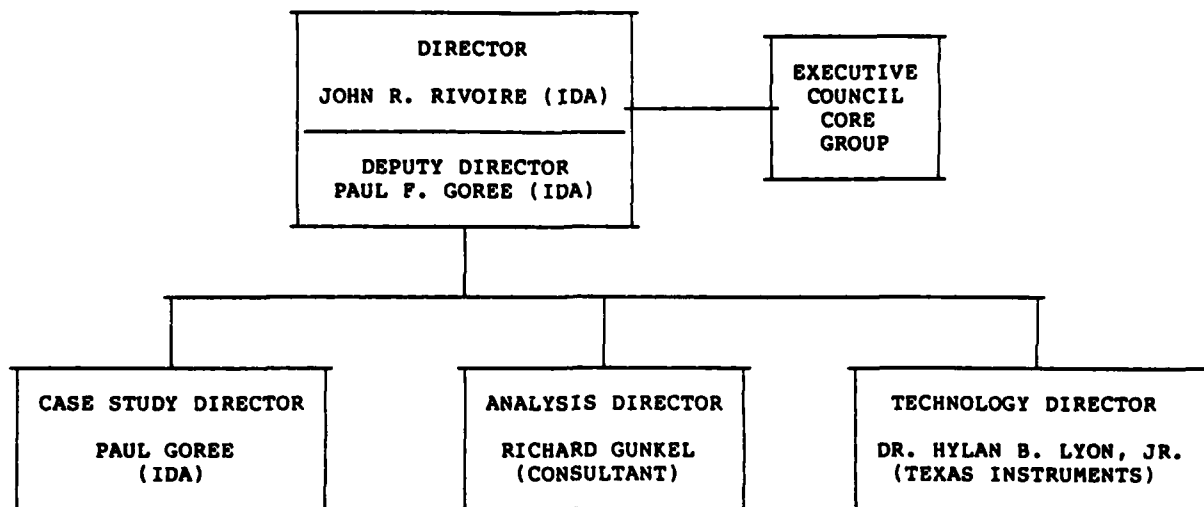 DIRECTOR
JOHN R. RIVOIRE (IDA)
DEPUTY DIRECTOR
PAUL F. GOREE (IDA)
EXECUTIVE
COUNCIL
CORE
GROUP
CASE STUDY DIRECTOR
PAUL GOREE
(IDA)
ANALYSIS DIRECTOR
RICHARD GUNKEL
(CONSULTANT)
TECHNOLOGY DIRECTOR
DR. HYLAN B. LYON, JR.
(TEXAS INSTRUMENTS)